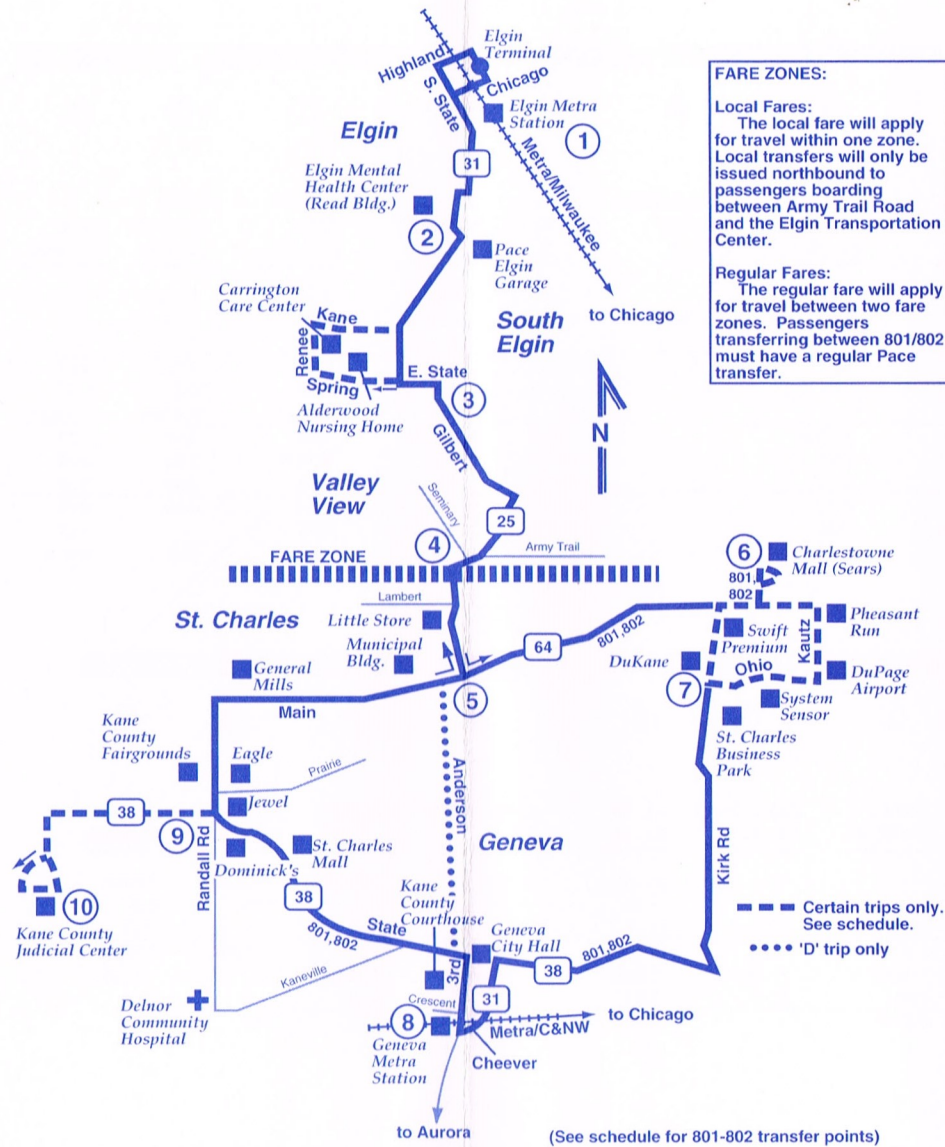 Elgin
Terminal
Highland
Chicago
S. State
Elgin Metra
Station
1
Elgin
31
Metra/Milwaukee
Elgin Mental
Health Center
(Read Bldg.)
2
Pace
Elgin
Garage
to Chicago
Carrington
Care Center
Kane
Renee
Spring
Alderwood
Nursing Home
South
Elgin
E. State
3
Gilbert
N
FARE ZONES:
Local Fares:
The local fare will apply
for travel within one zone.
Local transfers will only be
issued northbound to
passengers boarding
between Army Trail Road
and the Elgin Transportation
Center.
Regular Fares:
The regular fare will apply
for travel between two fare
zones. Passengers
transferring between 801/802
must have a regular Pace
transfer.
Valley
View
Seminary
25
4
Army Trail
FARE ZONE
6
Charlestowne
Mall (Sears)
801,
802
Lambert
St. Charles
Little Store
Municipal
Bldg.
64
801,802
Swift
Premium
Kautz
Pheasant
Run
DuKane
Ohio
7
DuPage
Airport
System
Sensor
St. Charles
Business
Park
General
Mills
Main
5
Kane
County
Fairgrounds
Eagle
Prairie
Jewel
38
9
Randall Rd
Dominick's
St. Charles
Mall
Anderson
Geneva
Kirk Rd
10
Kane County
Judicial Center
38
801,802
State
Kane
County
Courthouse
3rd
Geneva
City Hall
38
801,802
Kaneville
Crescent
31
Delnor
Community
Hospital
8
Geneva
Metra
Station
Metra/C&NW
to Chicago
Cheever
to Aurora
Certain trips only.
See schedule.
'D' trip only
(See schedule for 801-802 transfer points)